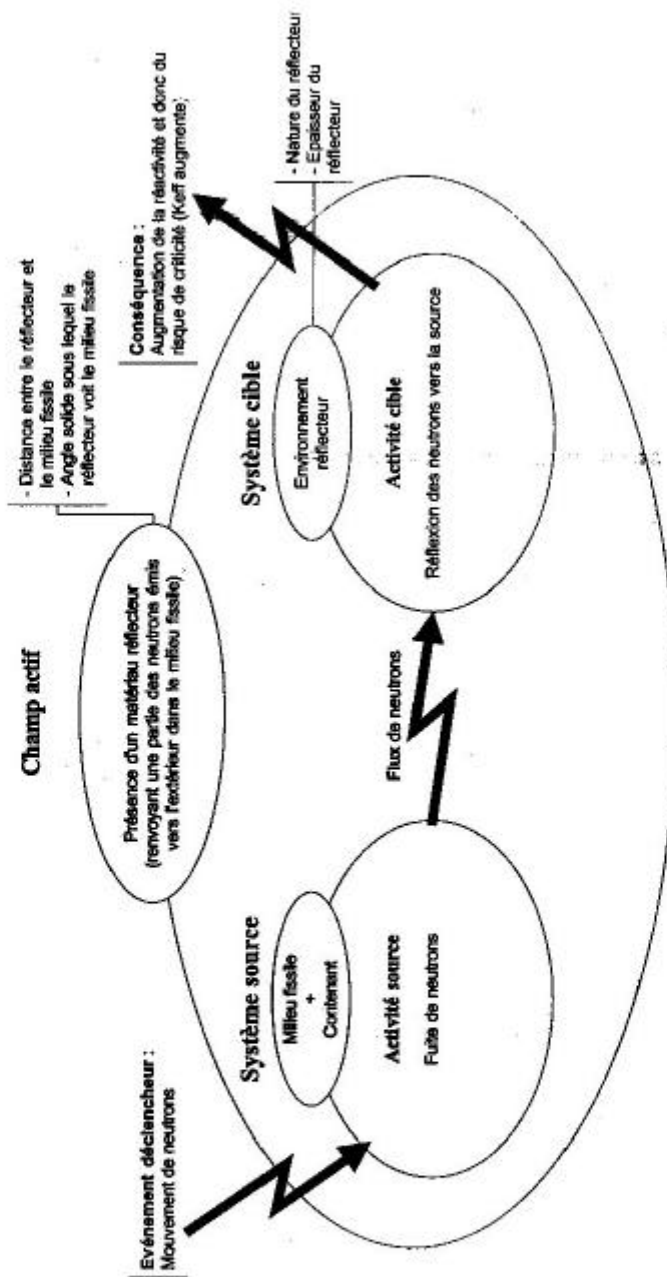 Champ actif
Présence d'un matériau réflecteur
(renvoyant une partie des neutrons émis
vers l'extérieur dans le milieu fissile)
- Distance entre le réflecteur et
le milieu fissile
- Angle solide sous lequel le
réflecteur voit le milieu fissile
Evénement déclencheur :
Mouvement de neutrons
Conséquence :
Augmentation de la réactivité et donc du
risque de criticité (Keff augmente)
Système source
Milieu fissile
+
Contenant
Activité source
Fuite de neutrons
Flux de neutrons
Système cible
Environnement
réflecteur
Activité cible
Réflexion des neutrons vers la source
- Nature du réflecteur
- Epaisseur du
réflecteur